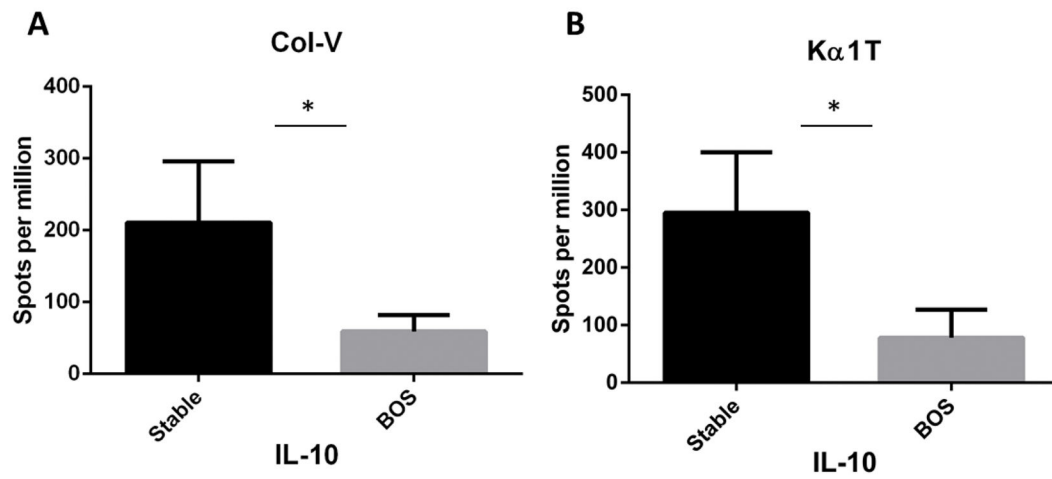 A
Col-V
*
Spots per million
400
300
200
100
0
Stable
BOS
IL-10
B
Kα1T
*
Spots per million
500
400
300
200
100
0
Stable
BOS
IL-10